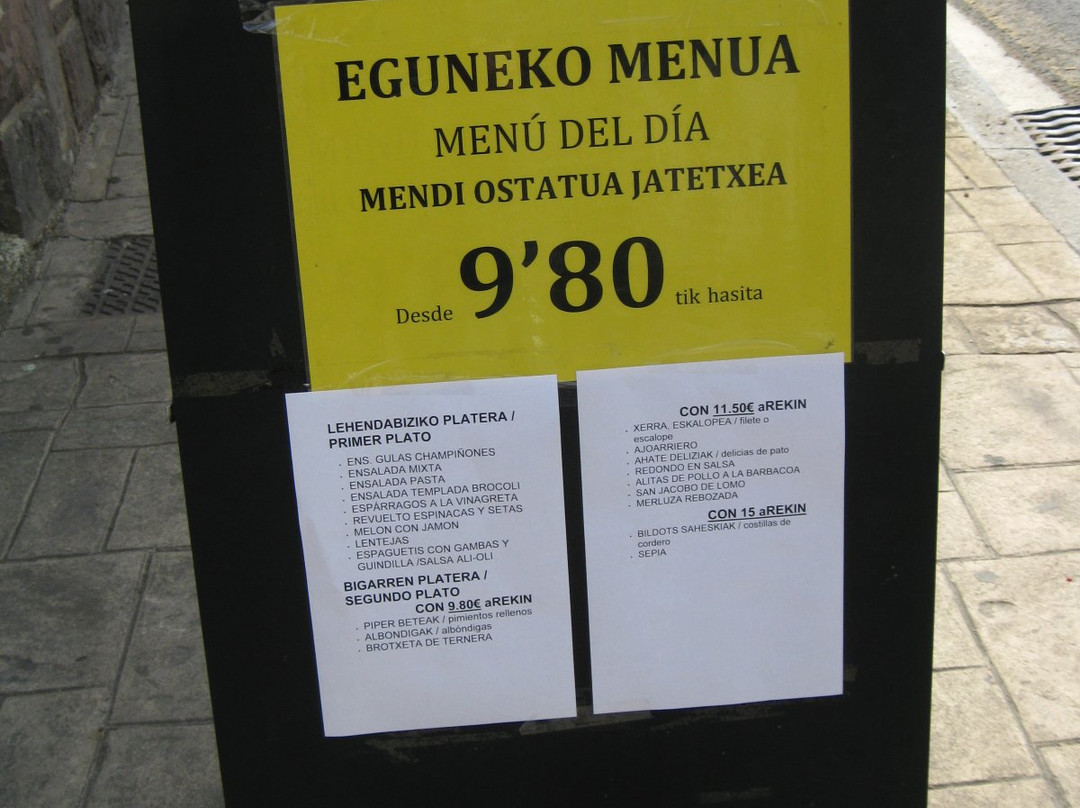 EGUNEKO MENUA
MENÚ DEL DÍA
MENDI OSTATUA JATETXEA
Desde 9'80 tik hasita
LEHENDABIZIKO PLATERA /
PRIMER PLATO
. ENS. GULAS CHAMPIÑONES
. ENSALADA MIXTA
. ENSALADA PASTA
. ENSALADA TEMPLADA BROCOLI
. ESPÁRRAGOS A LA VINAGRETA
. REVUELTO ESPINACAS Y SETAS
. MELON CON JAMON
. LENTEJAS
. ESPAGUETIS CON GAMBAS Y
GUINDILLA /SALSA ALI-OLI
BIGARREN PLATERA /
SEGUNDO PLATO
CON 9.80€ aREKIN
. PIPER BETEAK / pimientos rellenos
. ALBONDIGAK / albóndigas
. BROTXETA DE TERNERA
CON 11.50€ aREKIN
. XERRA, ESKALOPEA / filete o
escalope
. AJOARRIERO
. AHATE DELIZIAK / delicias de pato
. REDONDO EN SALSA
. ALITAS DE POLLO A LA BARBACOA
. SAN JACOBO DE LOMO
. MERLUZA REBOZADA
CON 15 aREKIN
. BILDOTS SAHESKIAK / costillas de
cordero
. SEPIA